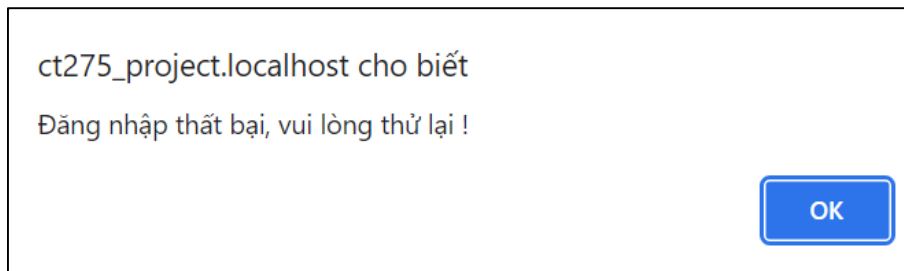 ct275_project.localhost cho biết
Đăng nhập thất bại, vui lòng thử lại !
OK